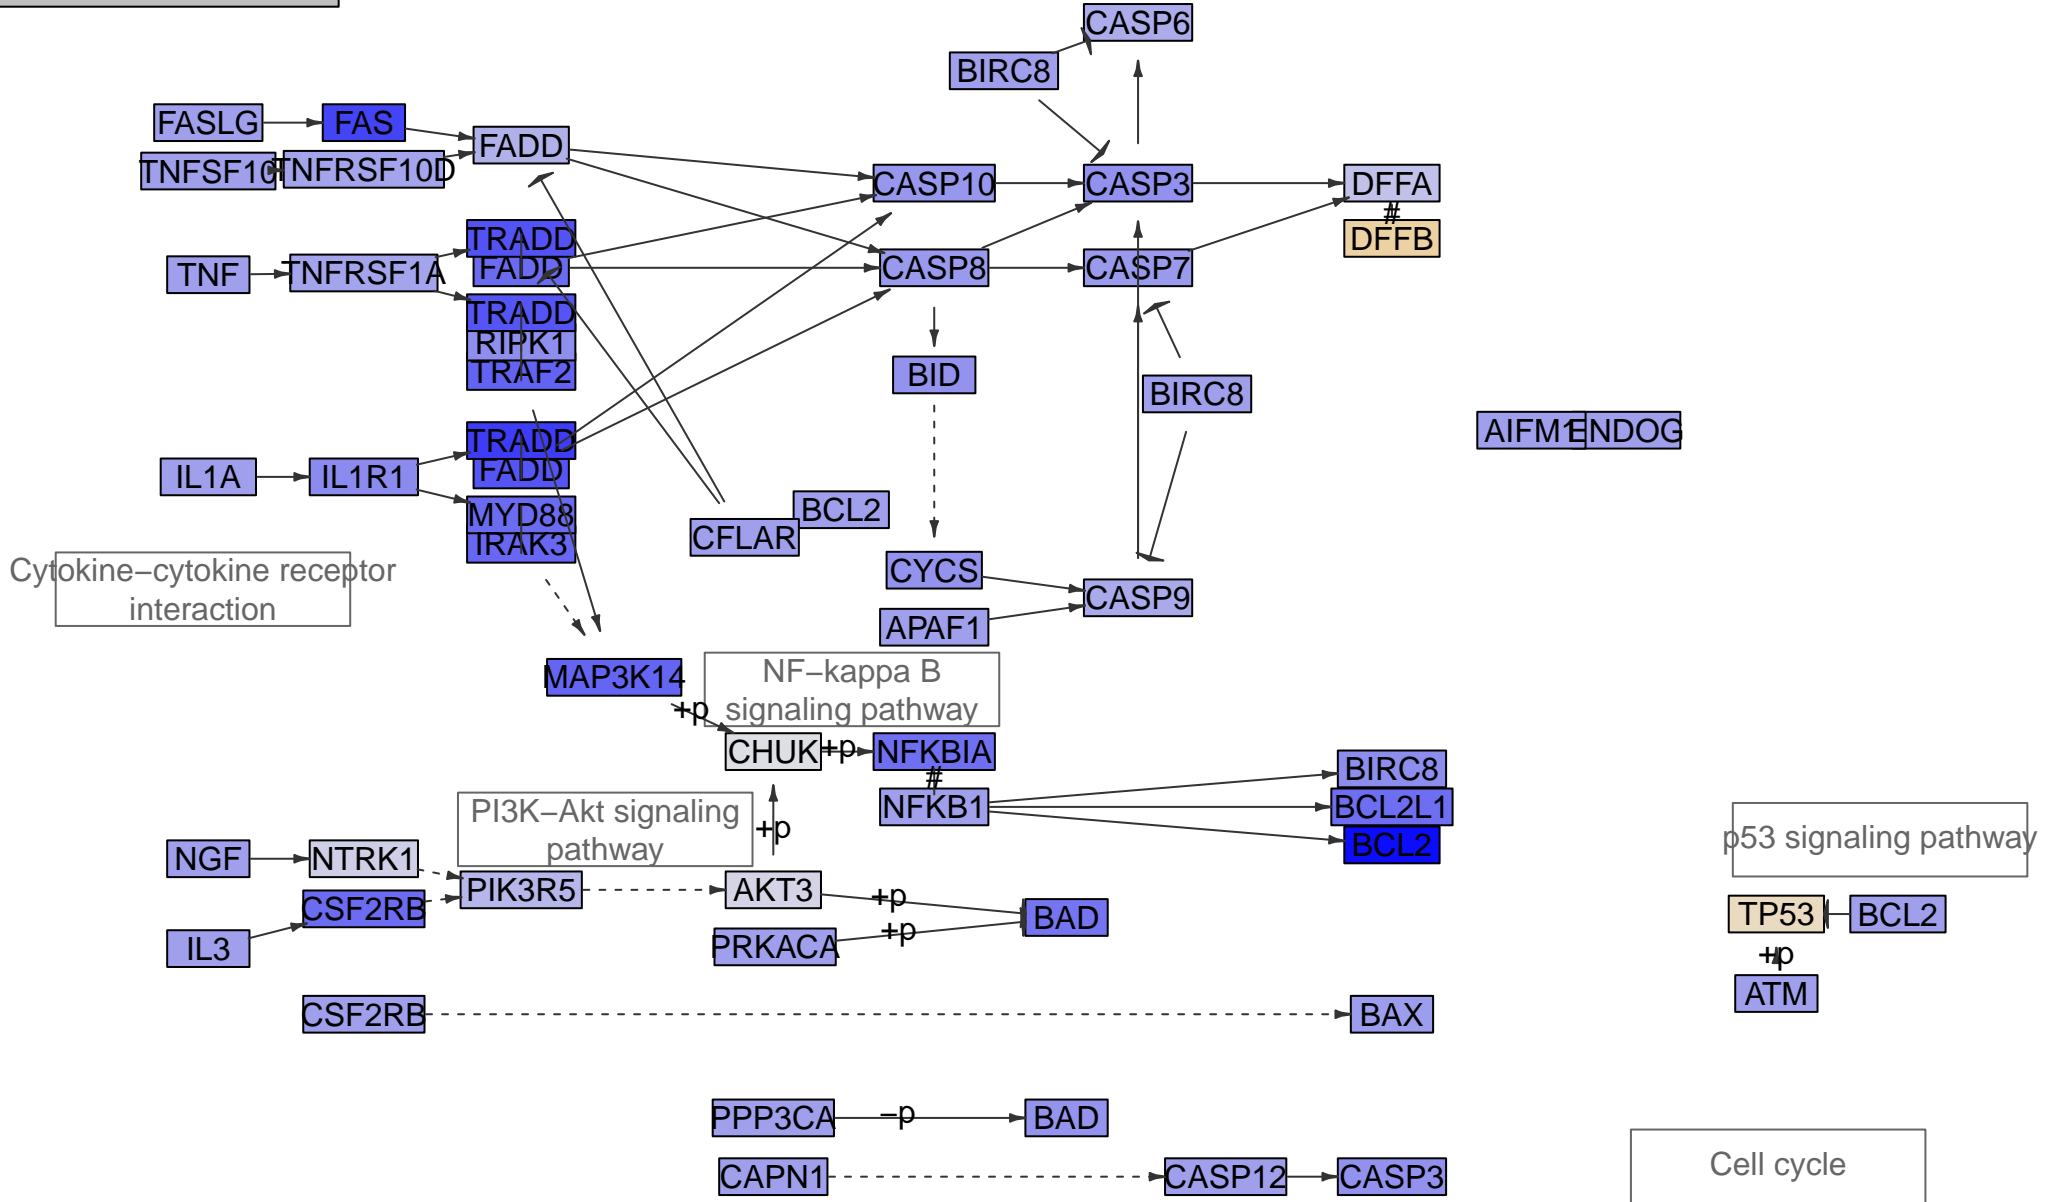 CASP6
BIRC8
FASLG
FAS
FADD
TNFSF10
TNFRSF10D
CASP10
CASP3
DFFA
#
DFFB
TRADD
FADD
TNF
TNFRSF1A
CASP8
CASP7
TRADD
RIPK1
TRAF2
BID
BIRC8
TRADD
FADD
AIFM1
ENDOG
IL1A
IL1R1
MYD88
IRAK3
BCL2
CFLAR
Cytokine−cytokine receptor
interaction
CYCS
CASP9
APAF1
MAP3K14
NF−kappa B
signaling pathway
+p
CHUK
+p
NFKBIA
#
NFKB1
BIRC8
BCL2L1
BCL2
PI3K−Akt signaling
pathway
+p
p53 signaling pathway
NGF
NTRK1
PIK3R5
AKT3
+p
CSF2RB
BAD
TP53
BCL2
IL3
PRKACA
+p
+p
ATM
CSF2RB
BAX
PPP3CA
−p
BAD
CAPN1
CASP12
CASP3
Cell cycle